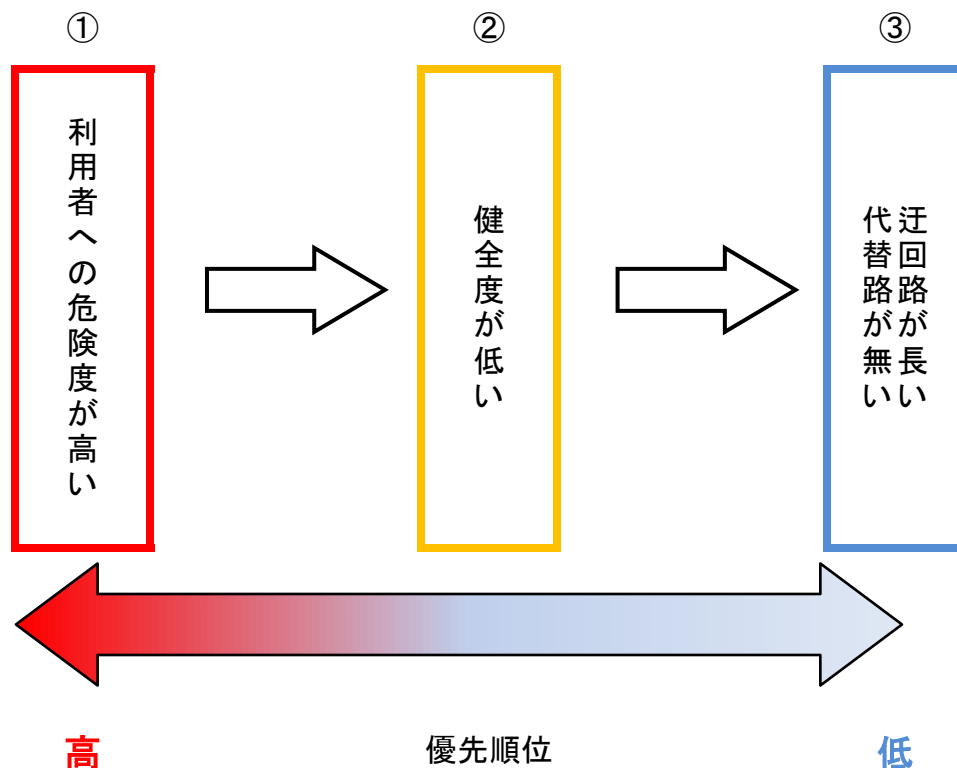 ①
②
③
利用者への危険度が高い
健全度が低い
迂回路が長い
代替路が無い
高
優先順位
低